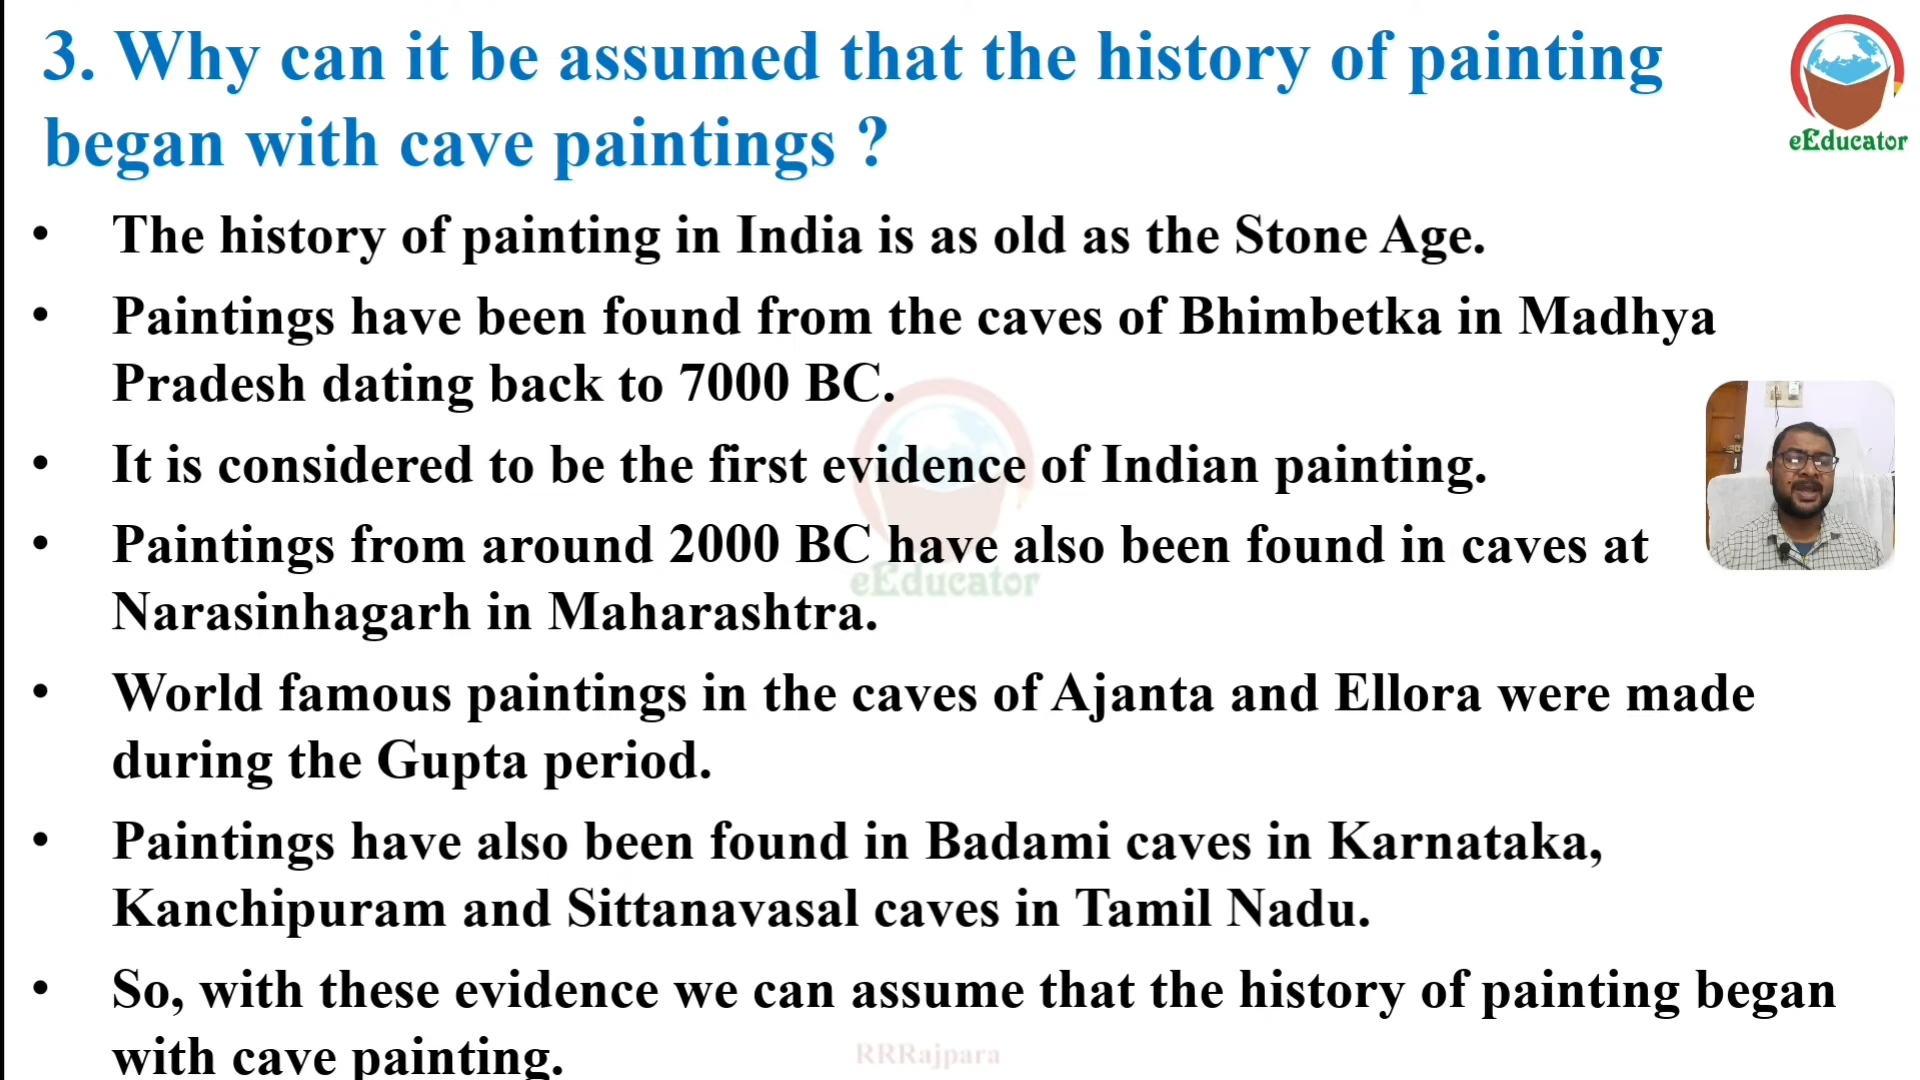 3. Why can it be assumed that the history of painting
began with cave paintings ?
eEducator
• The history of painting in India is as old as the Stone Age.
• Paintings have been found from the caves of Bhimbetka in Madhya
Pradesh dating back to 7000 BC.
• It is considered to be the first evidence of Indian painting.
• Paintings from around 2000 BC have also been found in caves at
Narasinhagarh in Maharashtra.
eEducator
• World famous paintings in the caves of Ajanta and Ellora were made
during the Gupta period.
• Paintings have also been found in Badami caves in Karnataka,
Kanchipuram and Sittanavasal caves in Tamil Nadu.
• So, with these evidence we can assume that the history of painting began
with cave painting.
RRRajpara